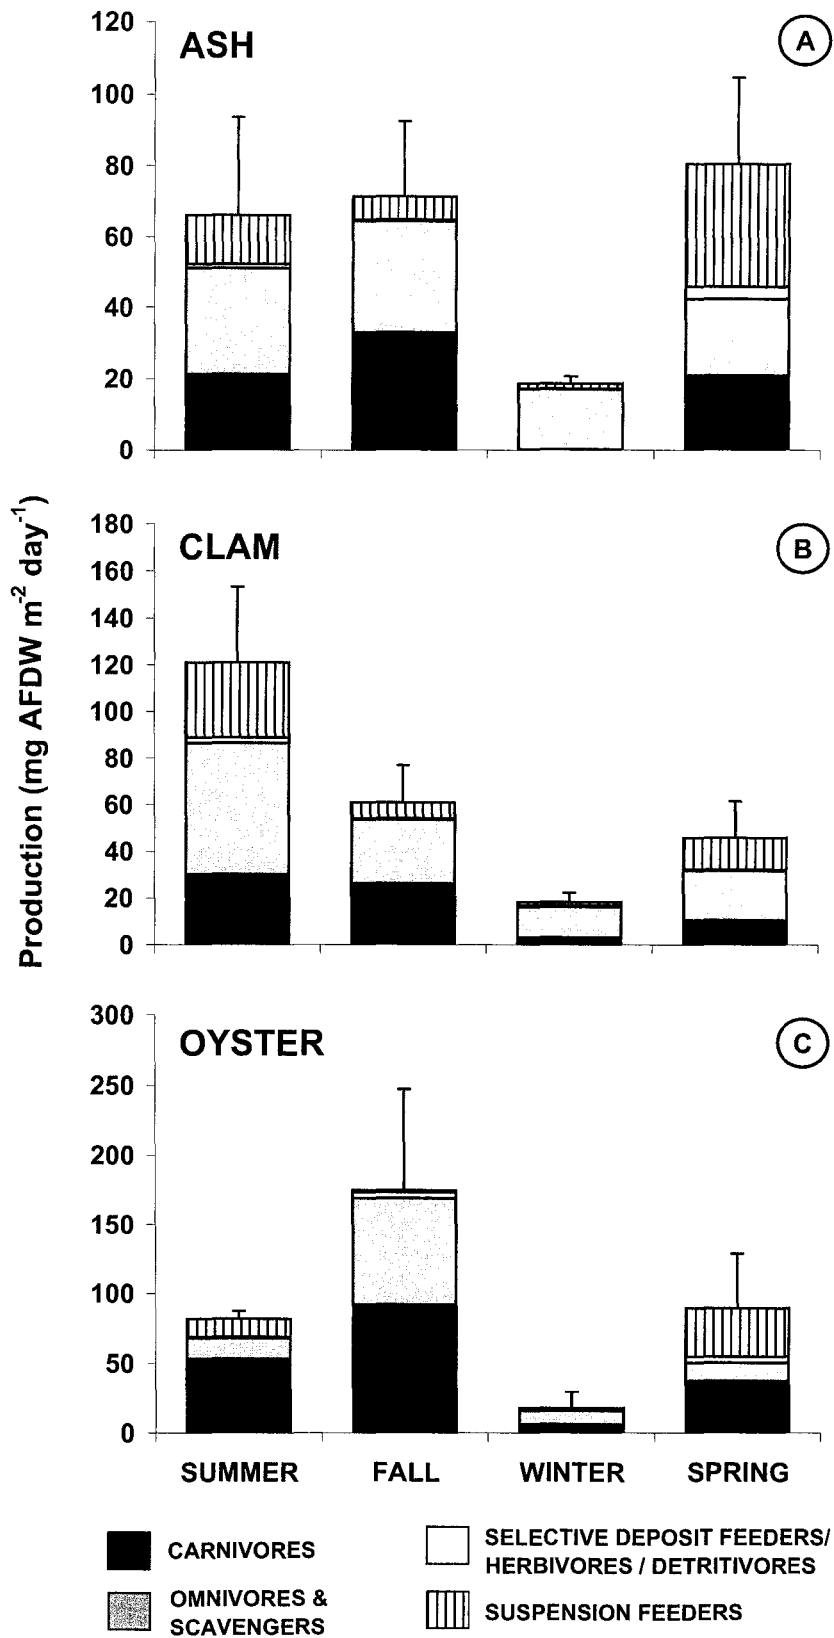 Production (mg AFDW m⁻² day⁻¹)
ASH
A
120
100
80
60
40
20
0
CLAM
B
180
160
140
120
100
80
60
40
20
0
OYSTER
C
300
250
200
150
100
50
0
SUMMER FALL WINTER SPRING
CARNIVORES
OMNIVORES &
SCAVENGERS
SELECTIVE DEPOSIT FEEDERS/
HERBIVORES / DETRITIVORES
SUSPENSION FEEDERS